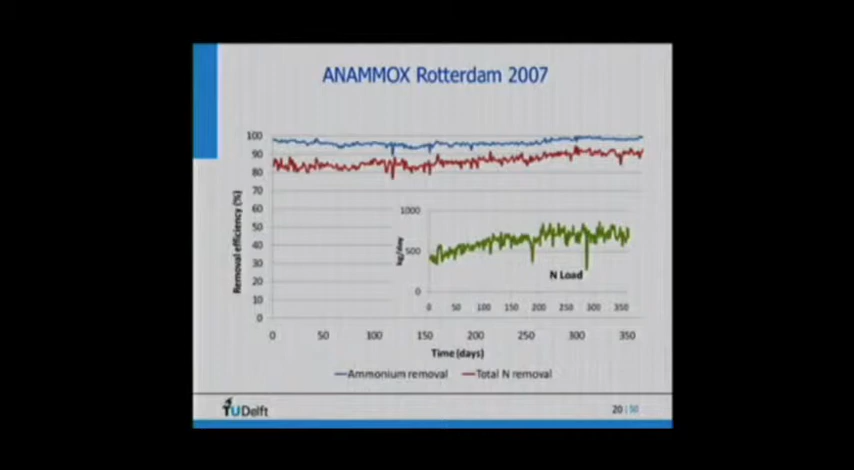 ANAMMOX Rotterdam 2007
Removal efficiency (%)
100
90
80
70
60
50
40
30
20
10
0
0 50 100 150 200 250 300 350
Time (days)
kg/day
1000
500
0
N Load
0 50 100 150 200 250 300 350
Ammonium removal Total N removal
TUDelft
20 | 50